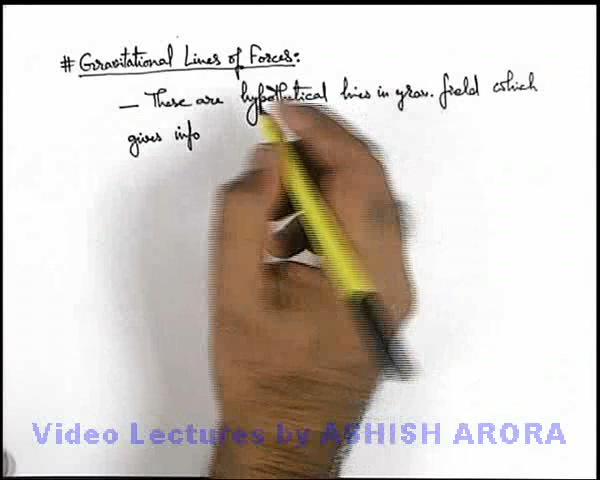 # Gravitational Lines of Forces:
– These are hypothetical lines in grav. field which
gives info
Video Lectures by ASHISH ARORA